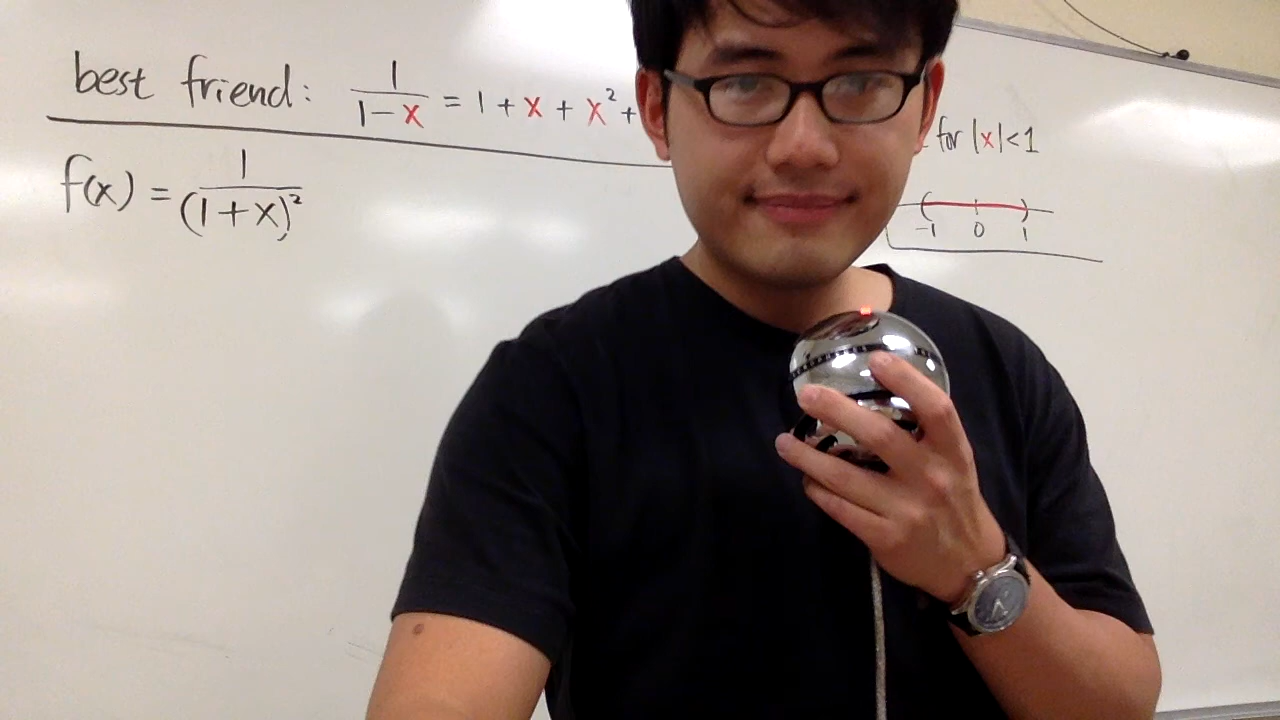 best friend: 1/(1-x) = 1 + x + x² + for |x|<1
f(x) = 1/(1+x)²
-1 0 1